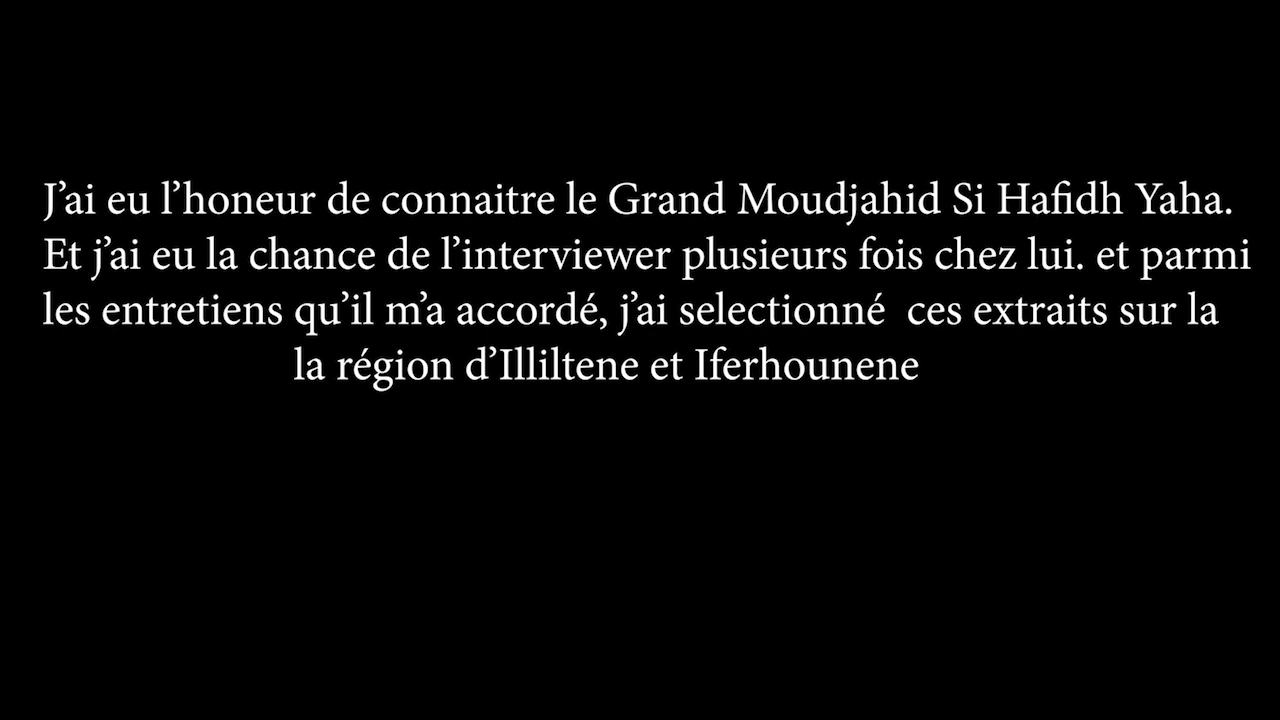 J’ai eu l’honeur de connaitre le Grand Moudjahid Si Hafidh Yaha.
Et j’ai eu la chance de l’interviewer plusieurs fois chez lui. et parmi
les entretiens qu’il m’a accordé, j’ai selectionné  ces extraits sur la
la région d’Illiltene et Iferhounene